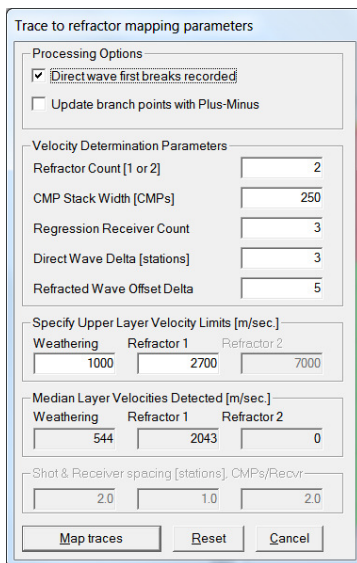 Trace to refractor mapping parameters
Processing Options
Direct wave first breaks recorded
Update branch points with Plus-Minus
Velocity Determination Parameters
Refractor Count [1 or 2] 2
CMP Stack Width [CMPs] 250
Regression Receiver Count 3
Direct Wave Delta [stations] 3
Refracted Wave Offset Delta 5
Specify Upper Layer Velocity Limits [m/sec.]
Weathering Refractor 1 Refractor 2
1000 2700 7000
Median Layer Velocities Detected [m/sec.]
Weathering Refractor 1 Refractor 2
544 2043 0
Shot & Receiver spacing [stations], CMPs/Recvr
2.0 1.0 2.0
Map traces Reset Cancel